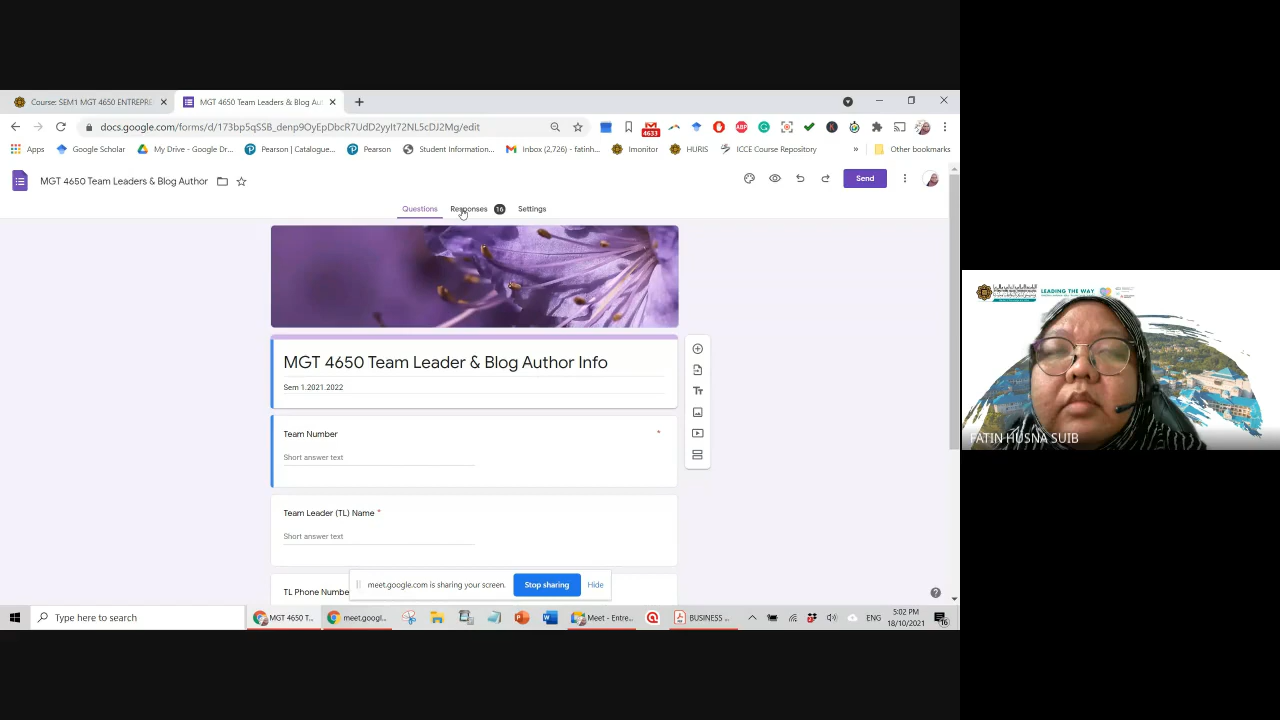 Course: SEM1 MGT 4650 ENTREPRE
MGT 4650 Team Leaders & Blog Au
docs.google.com/forms/d/173bp5qSSB_denp9OyEpDbcR7UdD2yyIt72NL5cDJ2Mg/edit
4633
ABP
Apps
Google Scholar
My Drive - Google Dr...
Pearson | Catalogue...
Pearson
Student Information...
Inbox (2,726) - fatinh...
Imonitor
HURIS
ICCE Course Repository
»
Other bookmarks
MGT 4650 Team Leaders & Blog Author
Send
Questions
Responses 16
Settings
MGT 4650 Team Leader & Blog Author Info
Sem 1.2021.2022
Team Number *
Short answer text
Team Leader (TL) Name *
Short answer text
TL Phone Numbe
meet.google.com is sharing your screen.
Stop sharing
Hide
LEADING THE WAY
FATIN HUSNA SUIB
Type here to search
MGT 4650 T...
meet.googl...
Meet - Entre...
BUSINESS ...
ENG
5:02 PM
18/10/2021
16